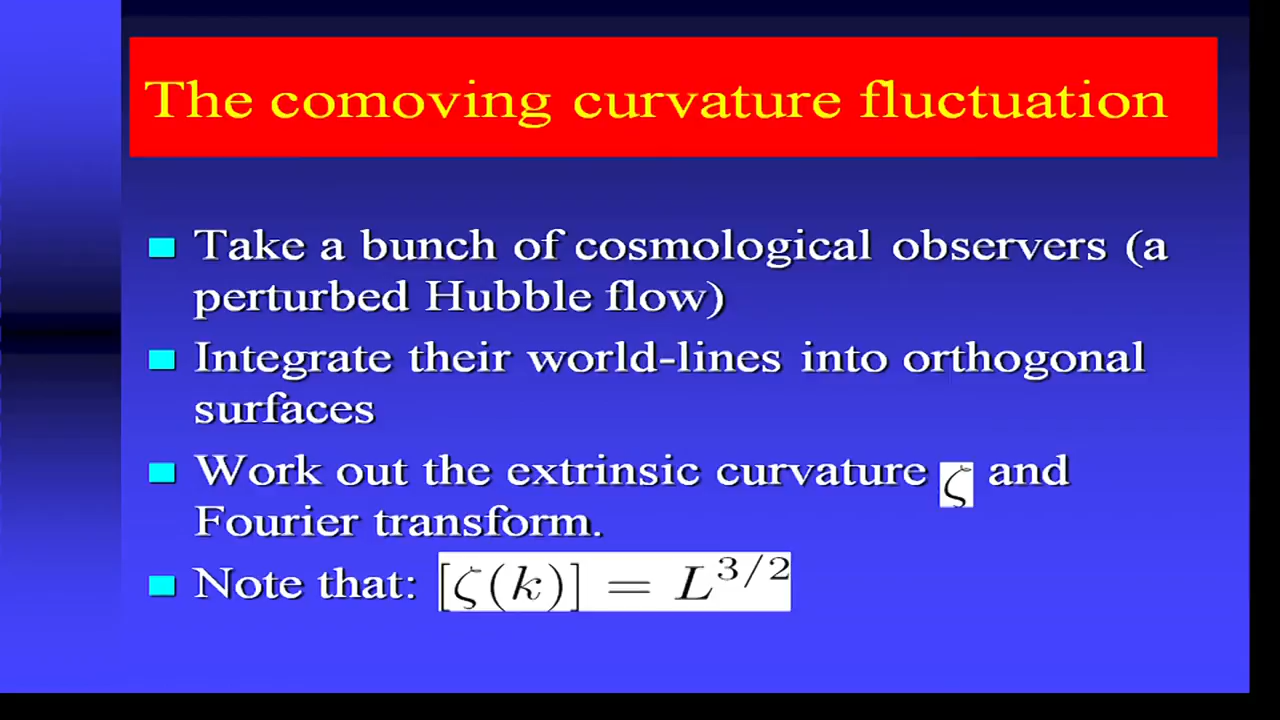 The comoving curvature fluctuation
Take a bunch of cosmological observers (a
perturbed Hubble flow)
Integrate their world-lines into orthogonal
surfaces
Work out the extrinsic curvature ζ and
Fourier transform.
Note that: [ζ(k)] = L^{3/2}